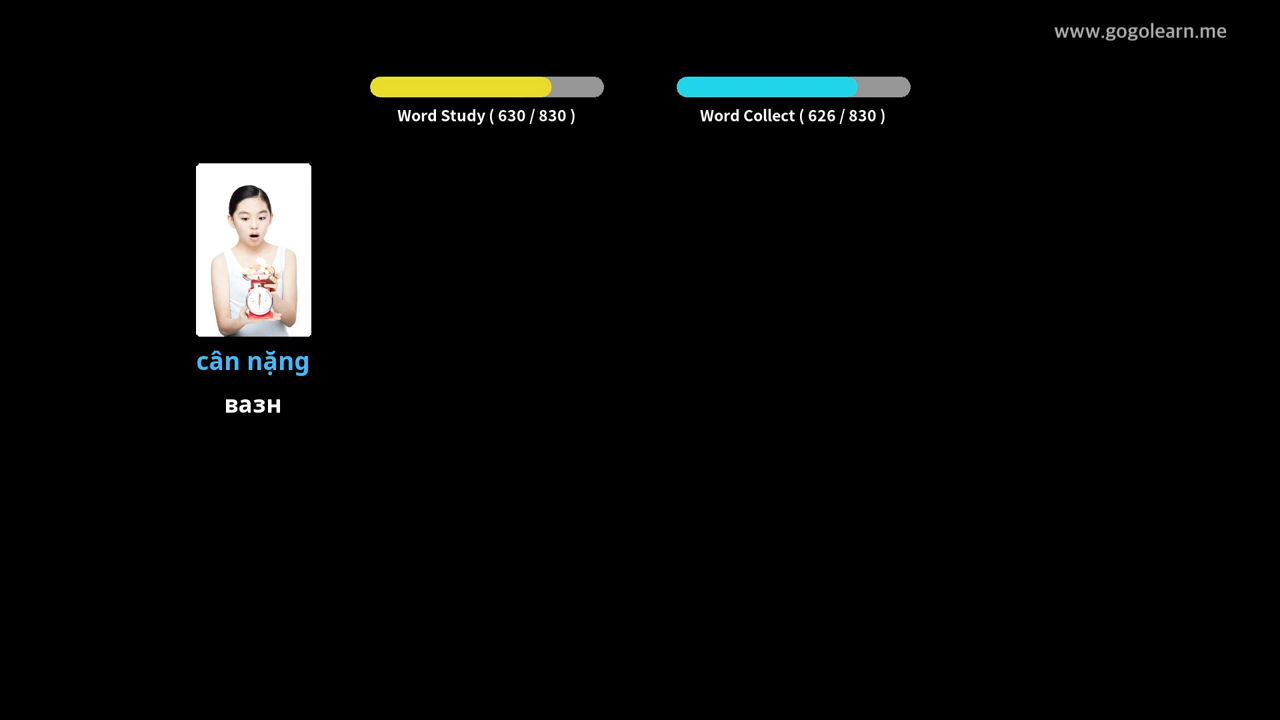 www.gogolearn.me
Word Study ( 630 / 830 )
Word Collect ( 626 / 830 )
cân nặng
вазн